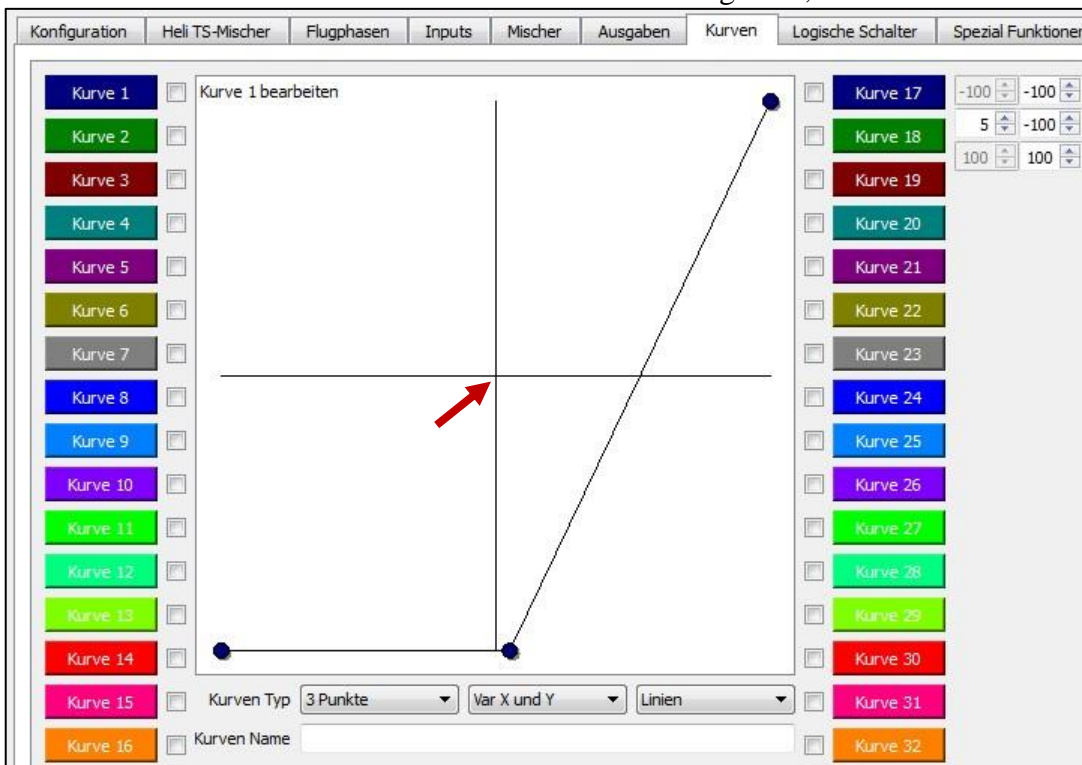 Konfiguration Heli TS-Mischer Flugphasen Inputs Mischer Ausgaben Kurven Logische Schalter Spezial Funktionen
Kurve 1 Kurve 1 bearbeiten Kurve 17 -100 -100
Kurve 2 Kurve 18 5 -100
Kurve 3 Kurve 19 100 100
Kurve 4 Kurve 20
Kurve 5 Kurve 21
Kurve 6 Kurve 22
Kurve 7 Kurve 23
Kurve 8 Kurve 24
Kurve 9 Kurve 25
Kurve 10 Kurve 26
Kurve 11 Kurve 27
Kurve 12 Kurve 28
Kurve 13 Kurve 29
Kurve 14 Kurve 30
Kurve 15 Kurven Typ 3 Punkte Var X und Y Linien Kurve 31
Kurve 16 Kurven Name Kurve 32